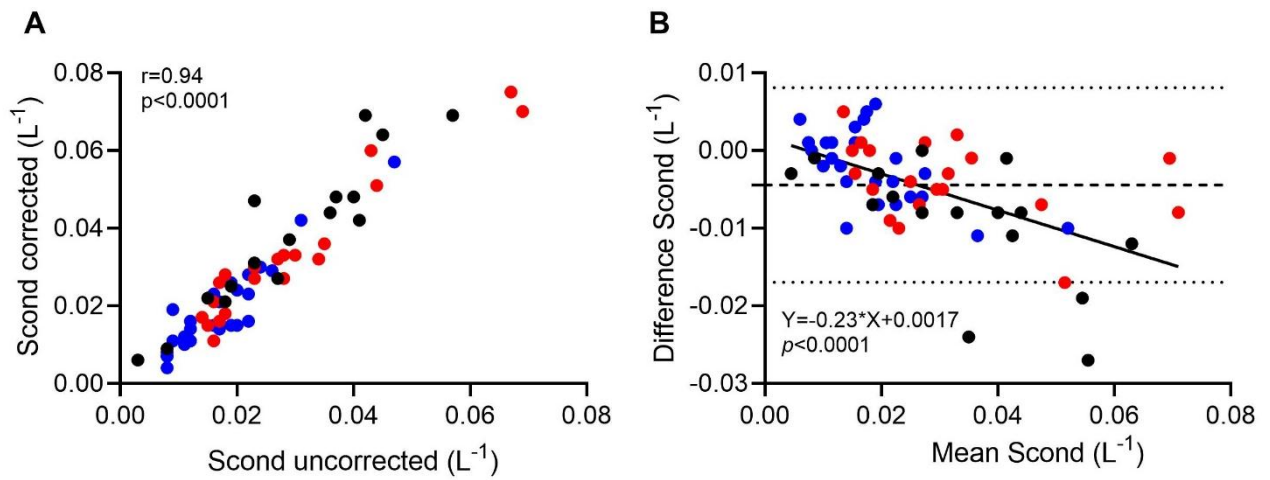 A
r=0.94
p<0.0001
Scond corrected (L⁻¹)
0.08
0.06
0.04
0.02
0.00
0.00 0.02 0.04 0.06 0.08
Scond uncorrected (L⁻¹)
B
Difference Scond (L⁻¹)
0.01
0.00
-0.01
-0.02
-0.03
Y=-0.23*X+0.0017
p<0.0001
0.00 0.02 0.04 0.06 0.08
Mean Scond (L⁻¹)